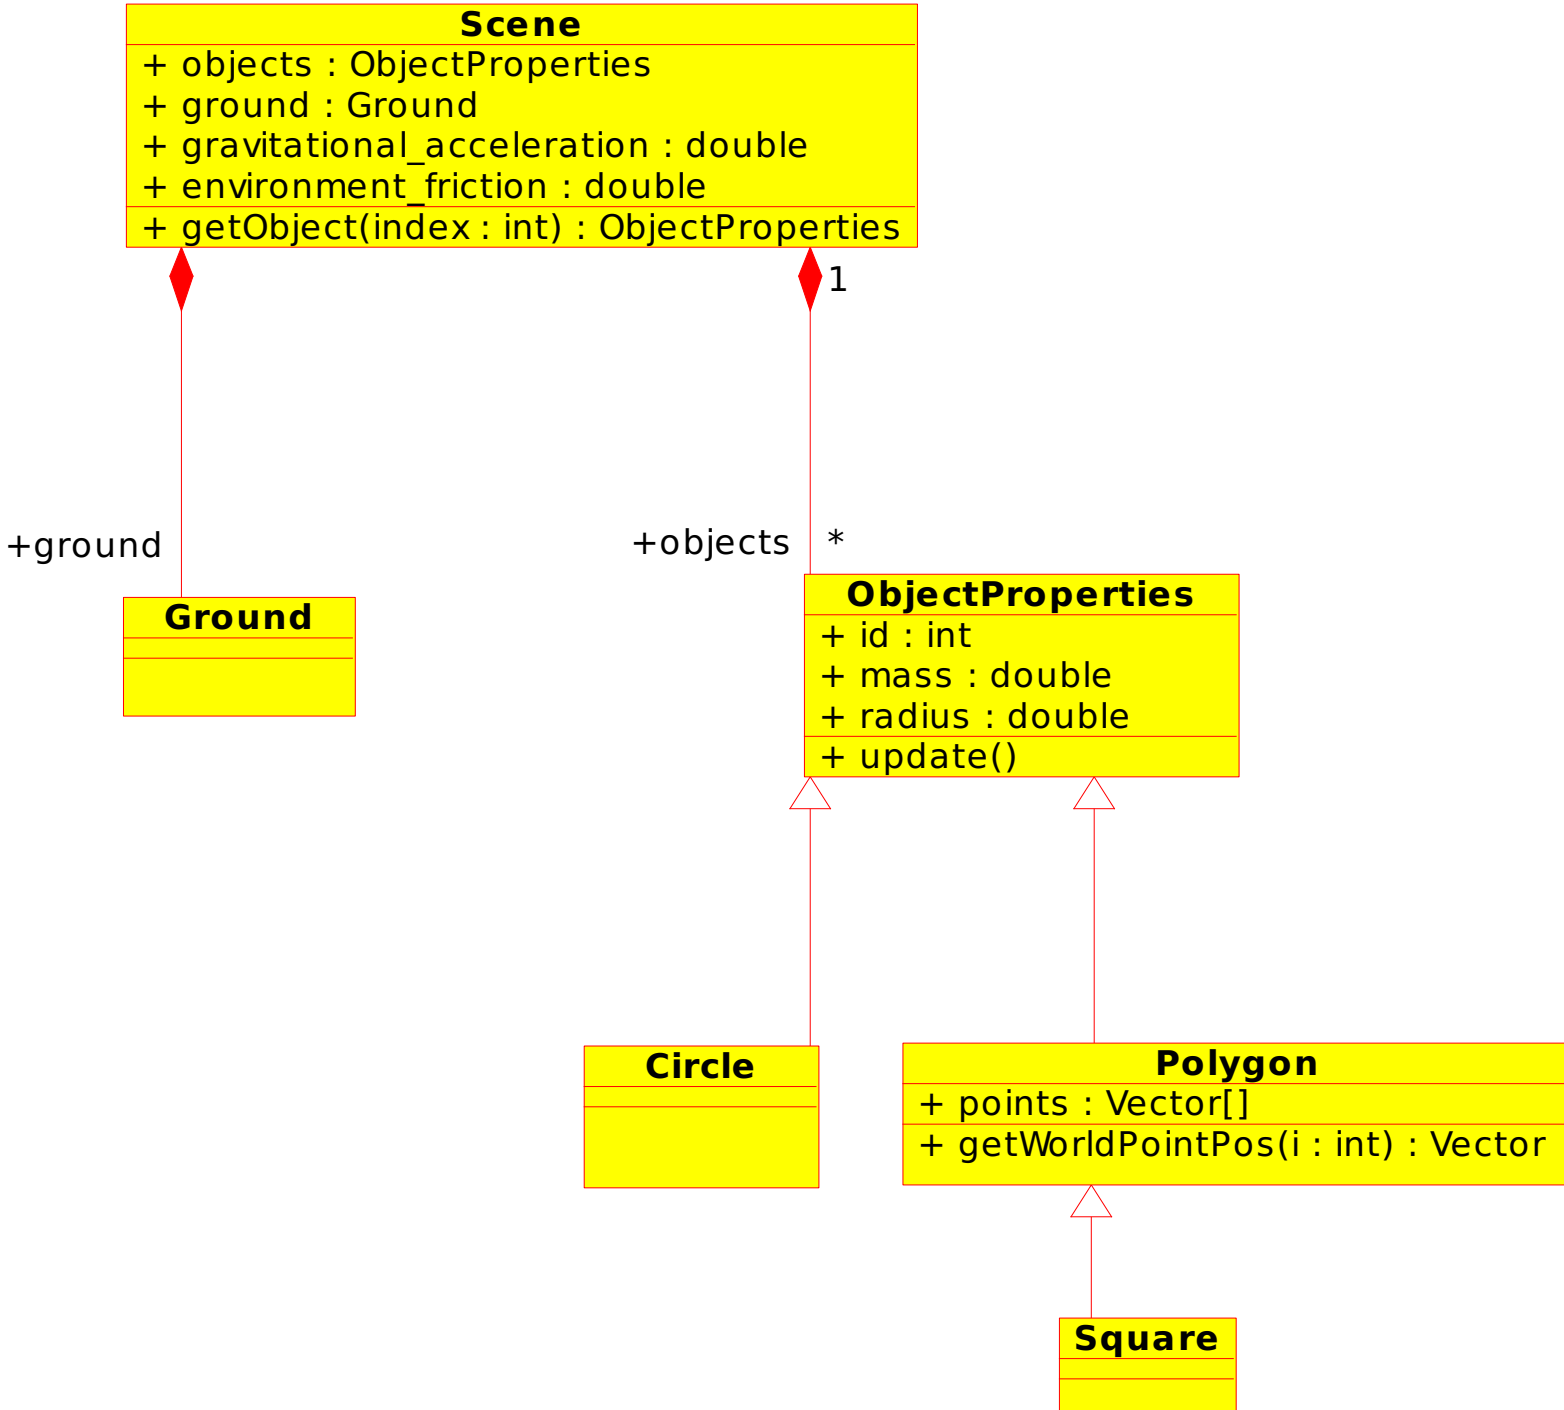 Scene
+ objects : ObjectProperties
+ ground : Ground
+ gravitational_acceleration : double
+ environment_friction : double
+ getObject(index : int) : ObjectProperties
1
+ground
+objects *
Ground
ObjectProperties
+ id : int
+ mass : double
+ radius : double
+ update()
Circle
Polygon
+ points : Vector[]
+ getWorldPointPos(i : int) : Vector
Square